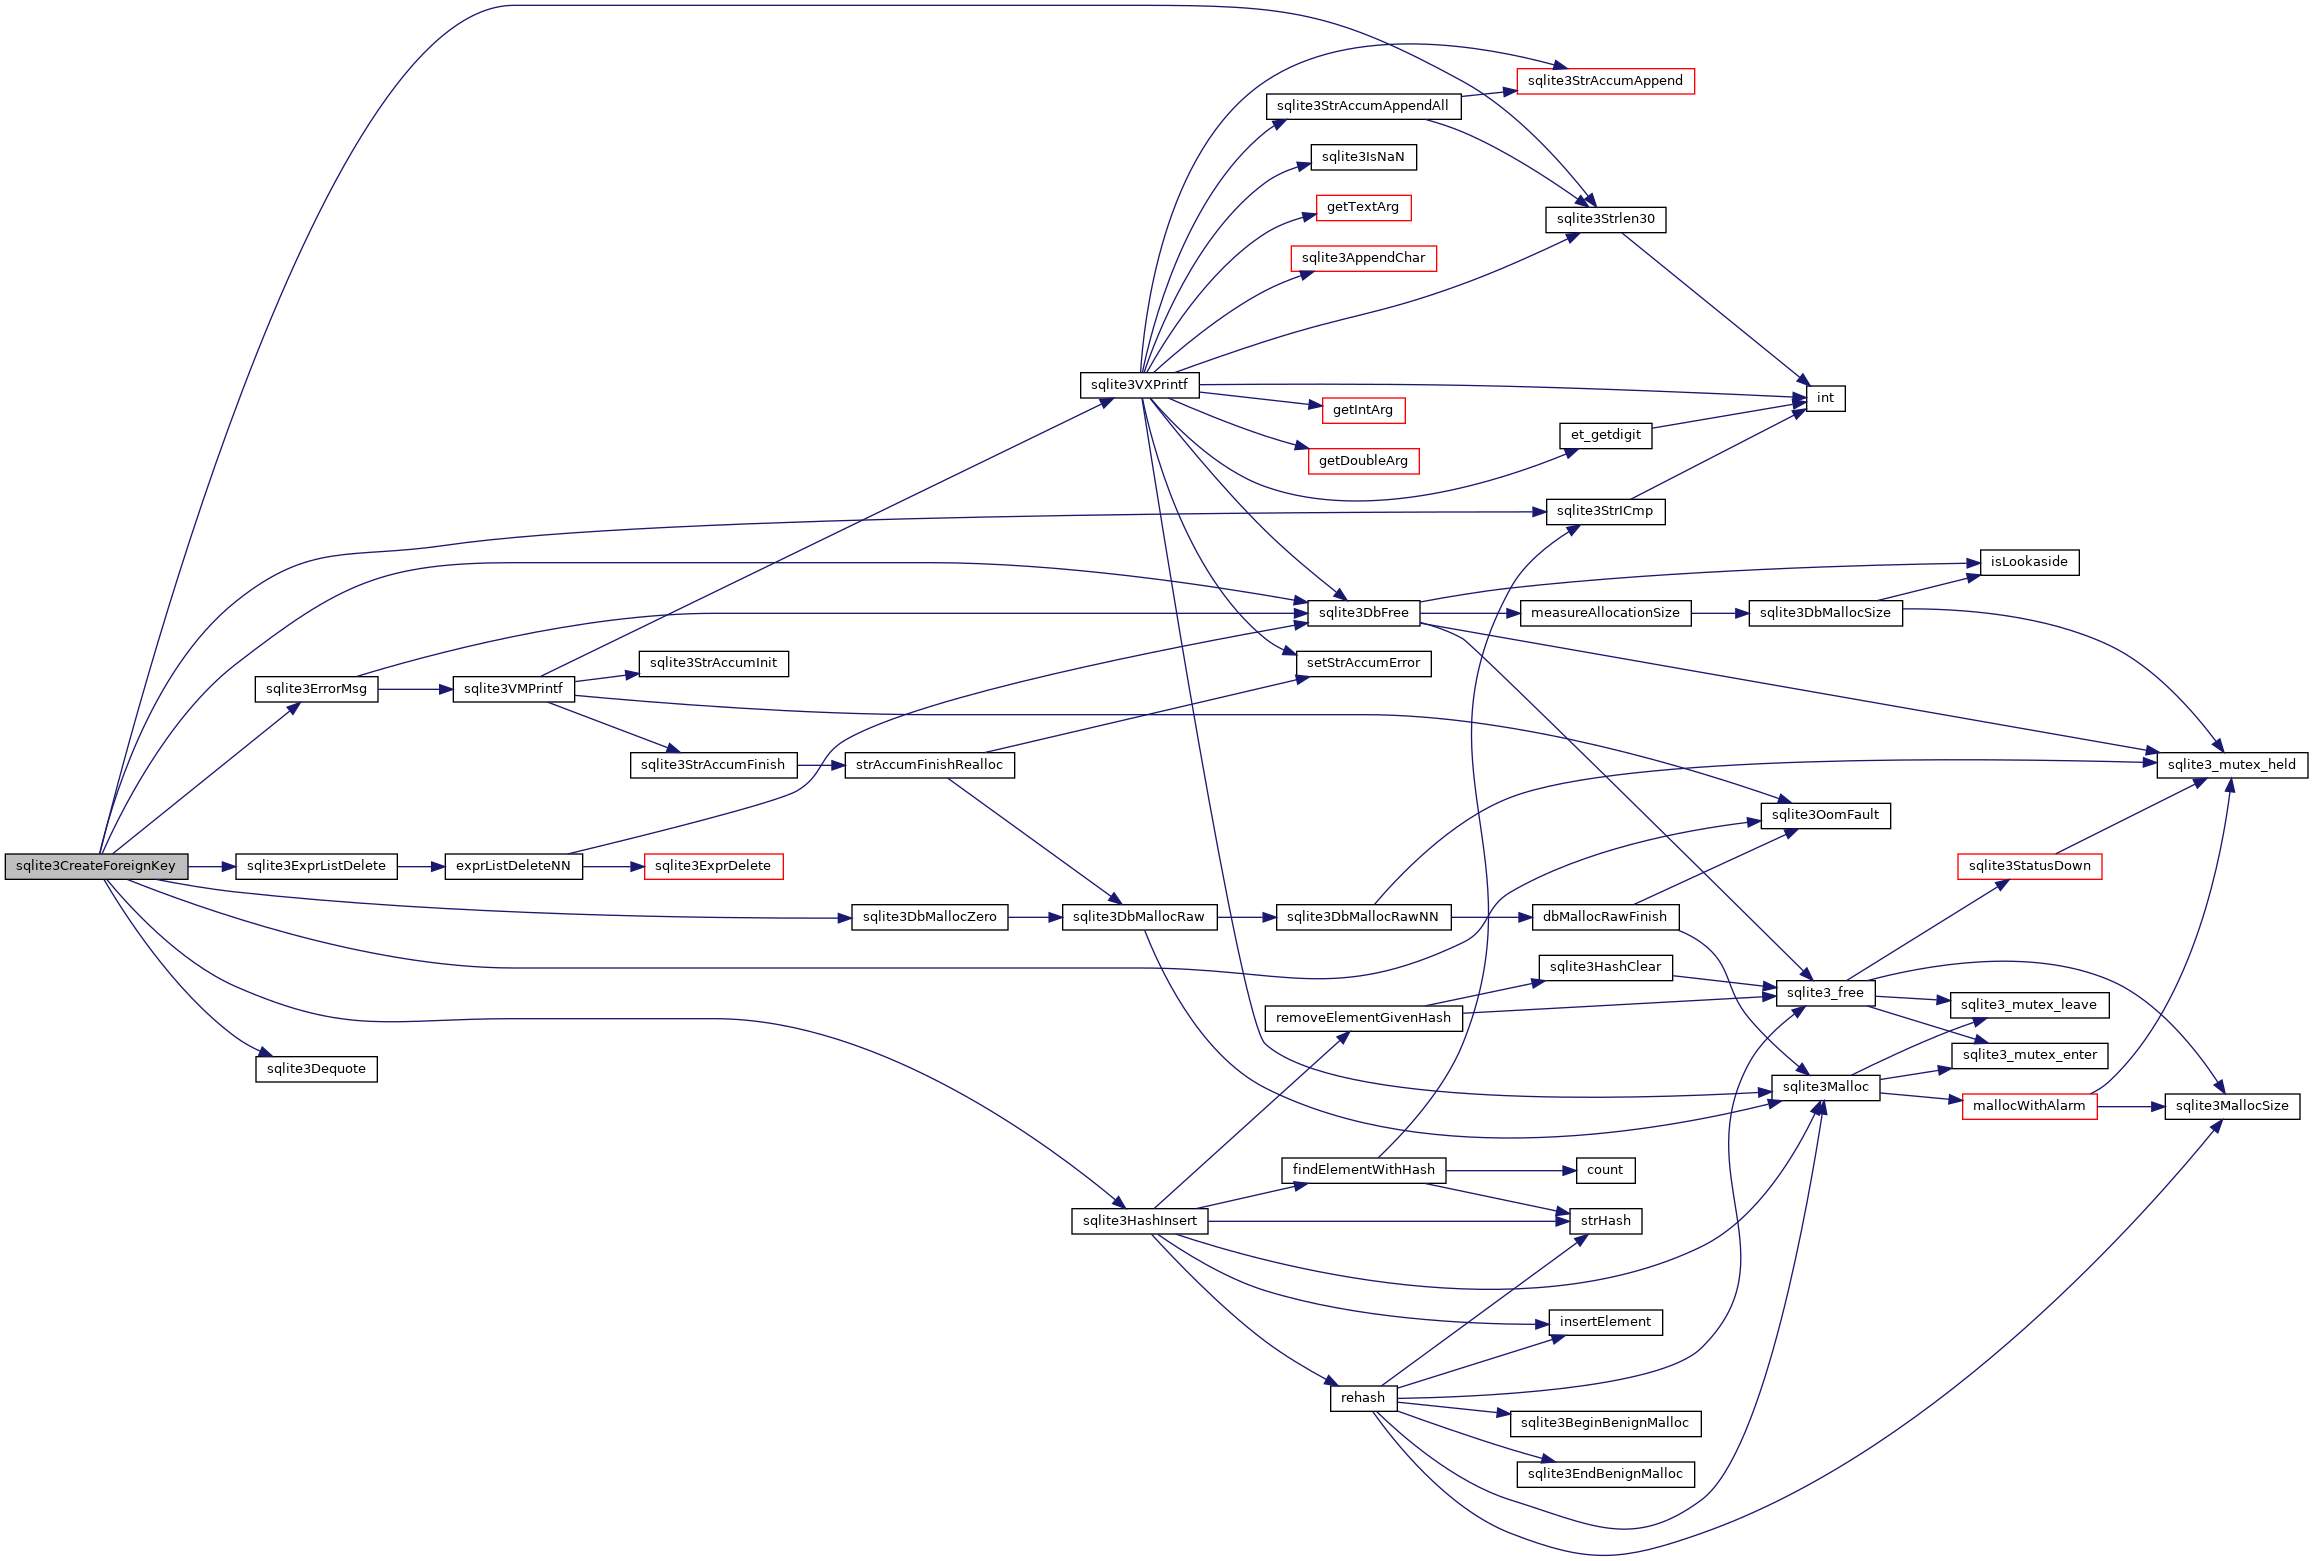 sqlite3StrAccumAppend
sqlite3StrAccumAppendAll
sqlite3IsNaN
getTextArg
sqlite3Strlen30
sqlite3AppendChar
sqlite3VXPrintf
int
getIntArg
et_getdigit
getDoubleArg
sqlite3StrICmp
isLookaside
sqlite3DbFree
measureAllocationSize
sqlite3DbMallocSize
sqlite3StrAccumInit
setStrAccumError
sqlite3ErrorMsg
sqlite3VMPrintf
sqlite3StrAccumFinish
strAccumFinishRealloc
sqlite3_mutex_held
sqlite3OomFault
sqlite3CreateForeignKey
sqlite3ExprListDelete
exprListDeleteNN
sqlite3ExprDelete
sqlite3StatusDown
sqlite3DbMallocZero
sqlite3DbMallocRaw
sqlite3DbMallocRawNN
dbMallocRawFinish
sqlite3HashClear
sqlite3_free
sqlite3_mutex_leave
removeElementGivenHash
sqlite3_mutex_enter
sqlite3Dequote
sqlite3Malloc
mallocWithAlarm
sqlite3MallocSize
findElementWithHash
count
sqlite3HashInsert
strHash
insertElement
rehash
sqlite3BeginBenignMalloc
sqlite3EndBenignMalloc